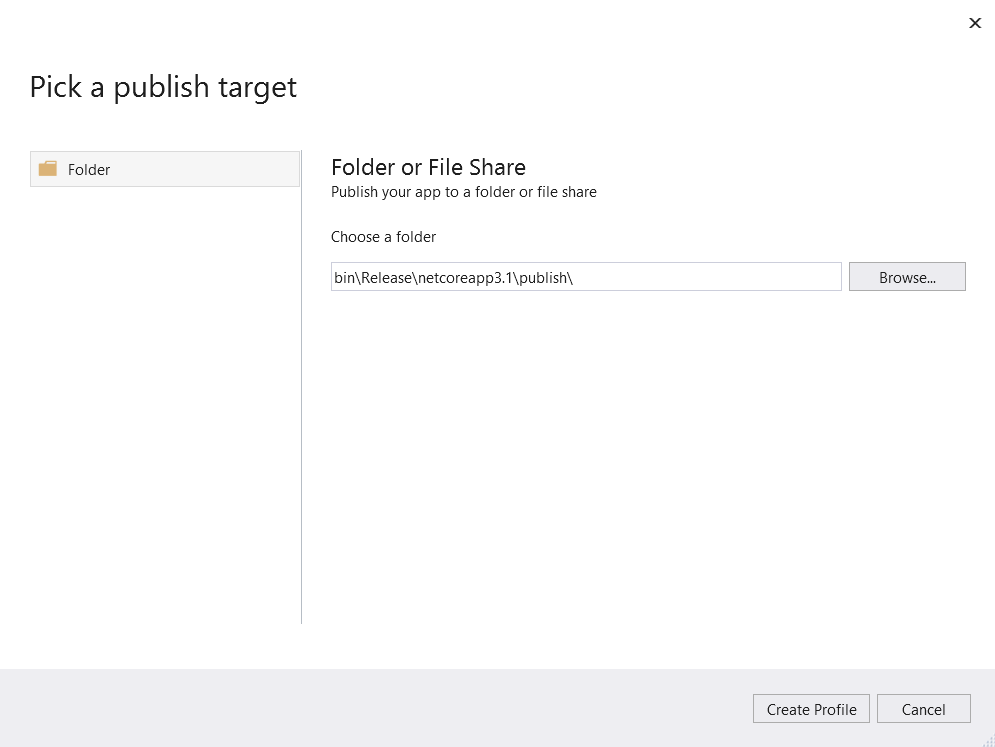 Pick a publish target
Folder
Folder or File Share
Publish your app to a folder or file share
Choose a folder
bin\Release\netcoreapp3.1\publish\
Browse...
Create Profile
Cancel